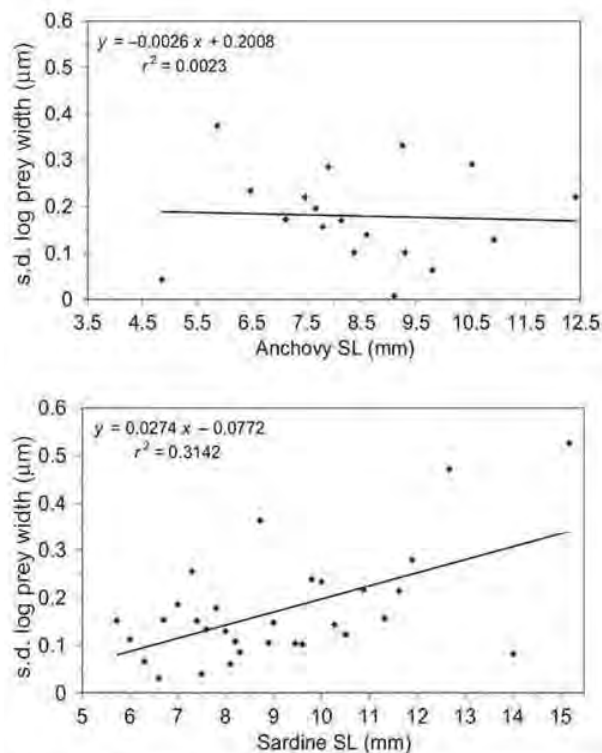 0.6
y = –0.0026 x + 0.2008
r² = 0.0023
0.5
0.4
0.3
0.2
0.1
0
s.d. log prey width (µm)
3.5 4.5 5.5 6.5 7.5 8.5 9.5 10.5 11.5 12.5
Anchovy SL (mm)
0.6
y = 0.0274 x – 0.0772
r² = 0.3142
0.5
0.4
0.3
0.2
0.1
0
s.d. log prey width (µm)
5 6 7 8 9 10 11 12 13 14 15
Sardine SL (mm)